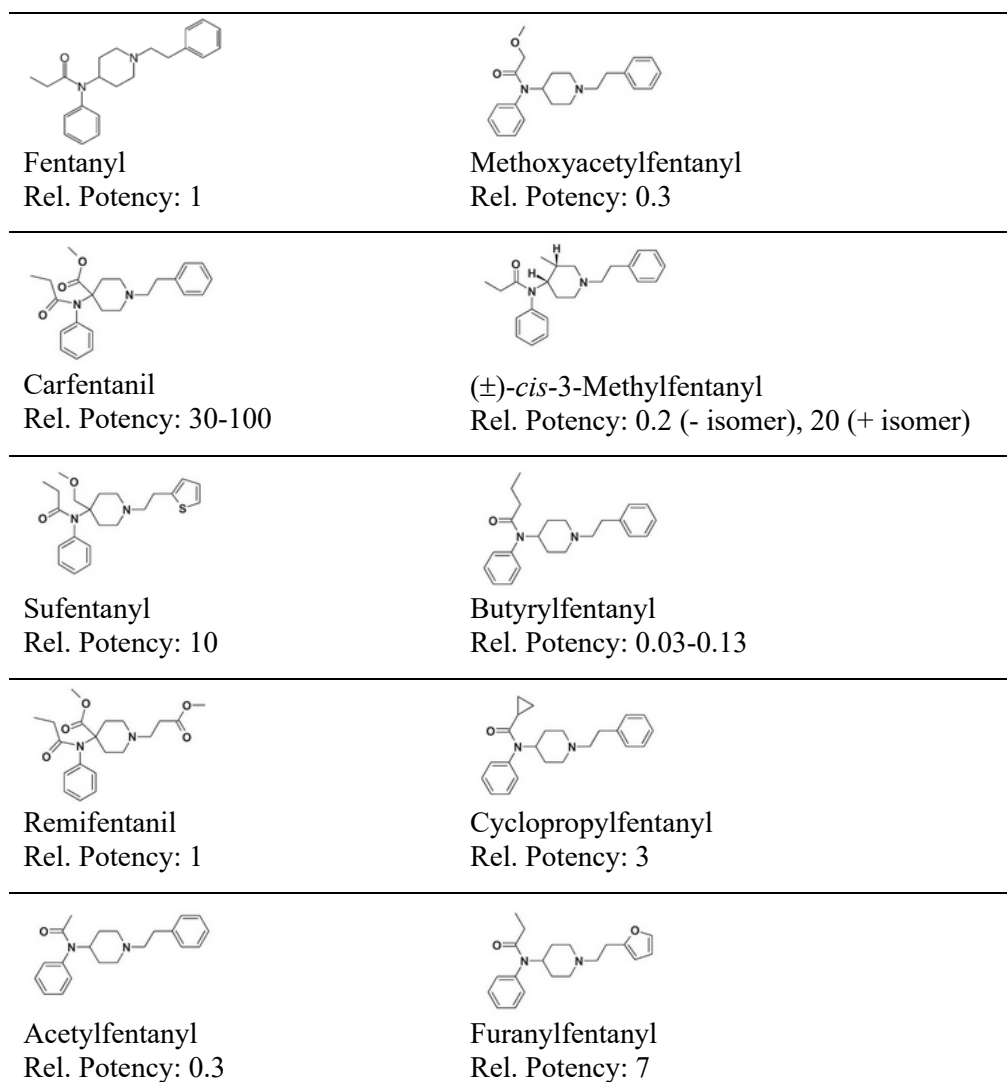 Fentanyl
Rel. Potency: 1
Methoxyacetylfentanyl
Rel. Potency: 0.3
Carfentanil
Rel. Potency: 30-100
(±)-cis-3-Methylfentanyl
Rel. Potency: 0.2 (- isomer), 20 (+ isomer)
Sufentanyl
Rel. Potency: 10
Butyrylfentanyl
Rel. Potency: 0.03-0.13
Remifentanil
Rel. Potency: 1
Cyclopropylfentanyl
Rel. Potency: 3
Acetylfentanyl
Rel. Potency: 0.3
Furanylfentanyl
Rel. Potency: 7